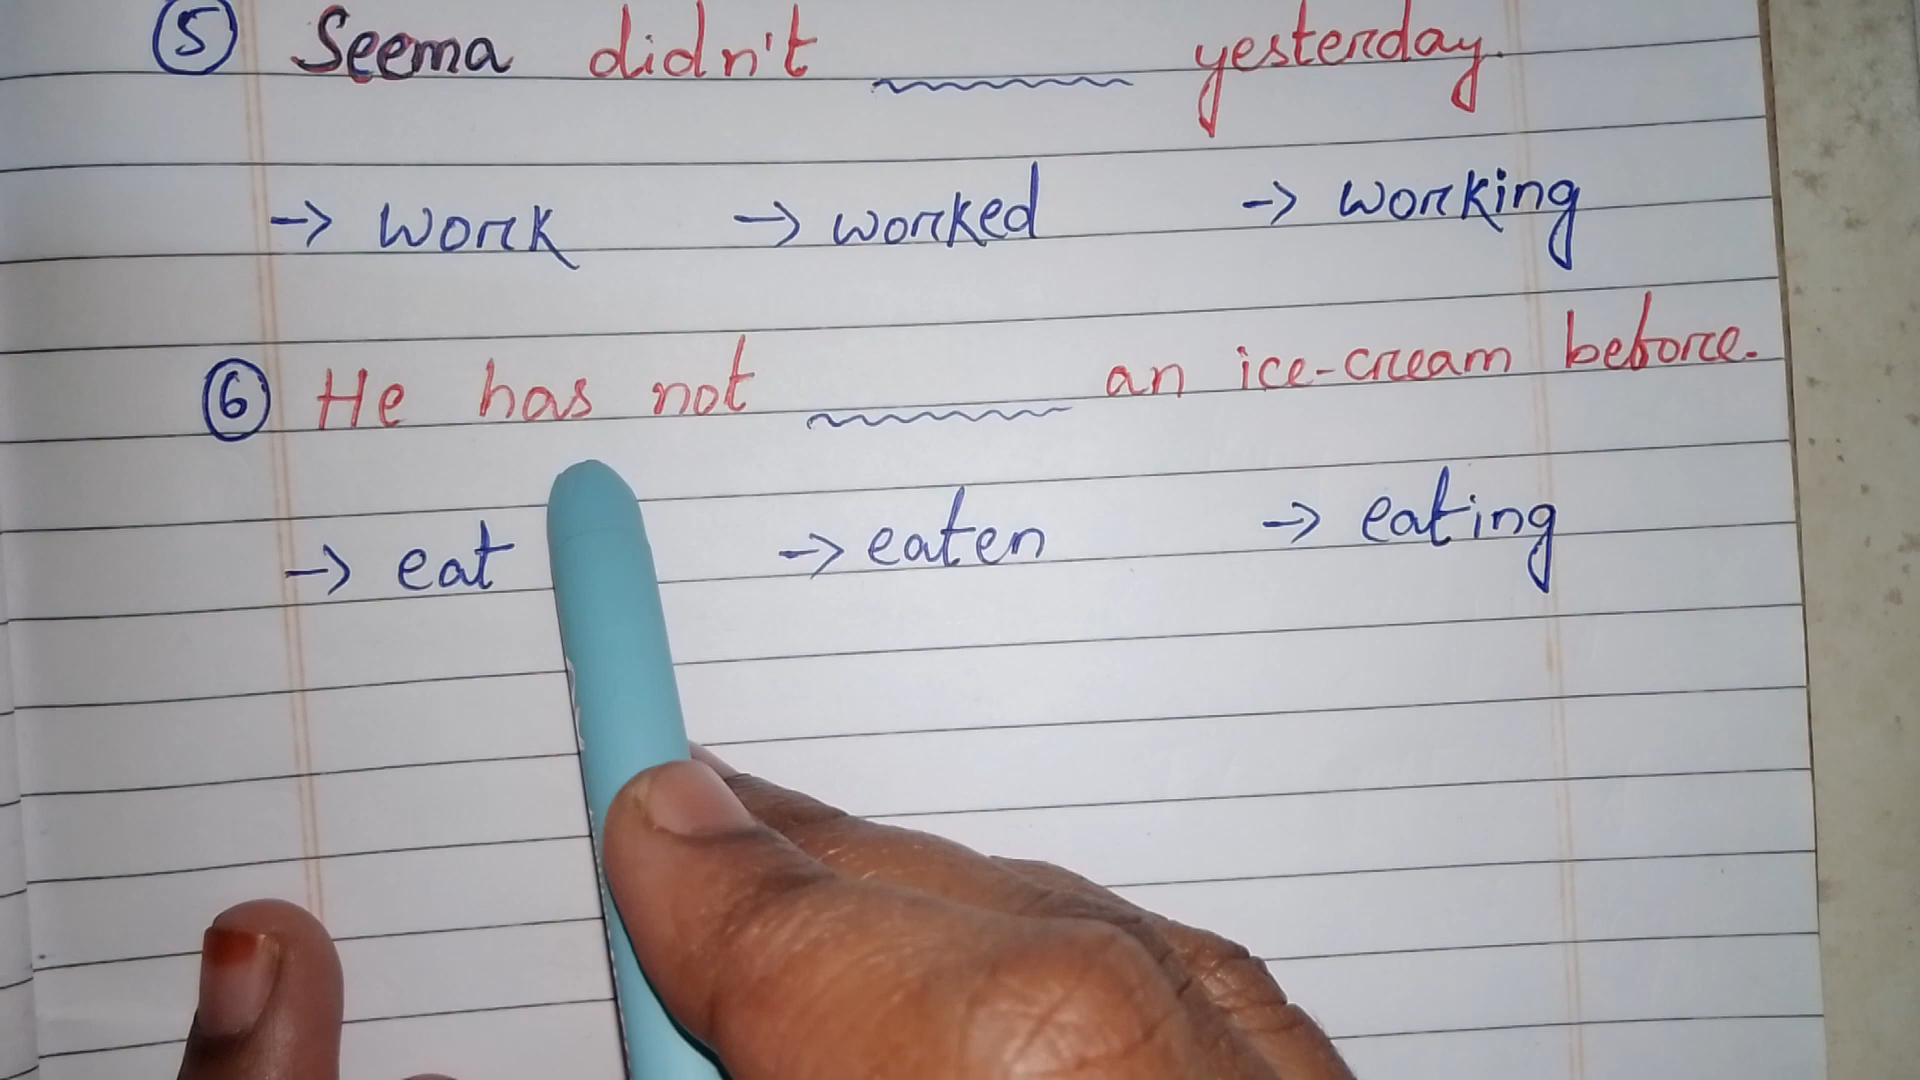 5 Seema didn't ______ yesterday.
→ work → worked → working
6 He has not ______ an ice-cream before.
→ eat → eaten → eating